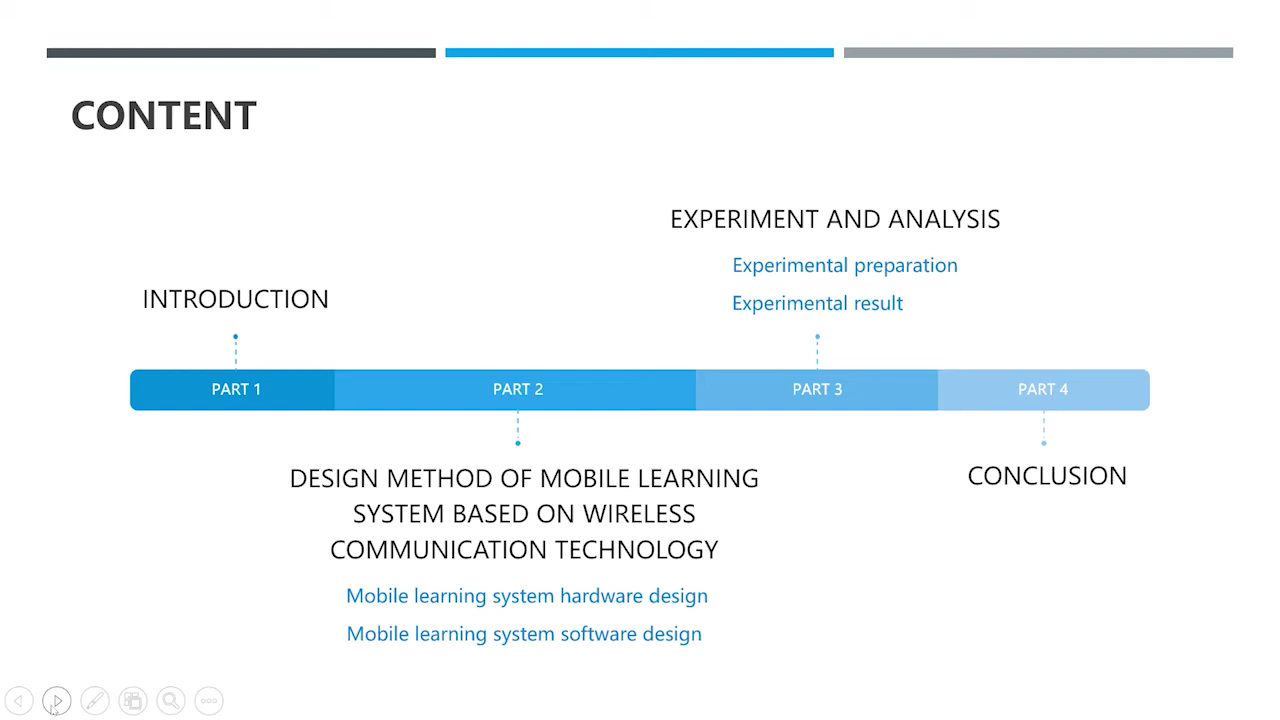 CONTENT
INTRODUCTION
EXPERIMENT AND ANALYSIS
Experimental preparation
Experimental result
PART 1
PART 2
PART 3
PART 4
DESIGN METHOD OF MOBILE LEARNING
SYSTEM BASED ON WIRELESS
COMMUNICATION TECHNOLOGY
Mobile learning system hardware design
Mobile learning system software design
CONCLUSION